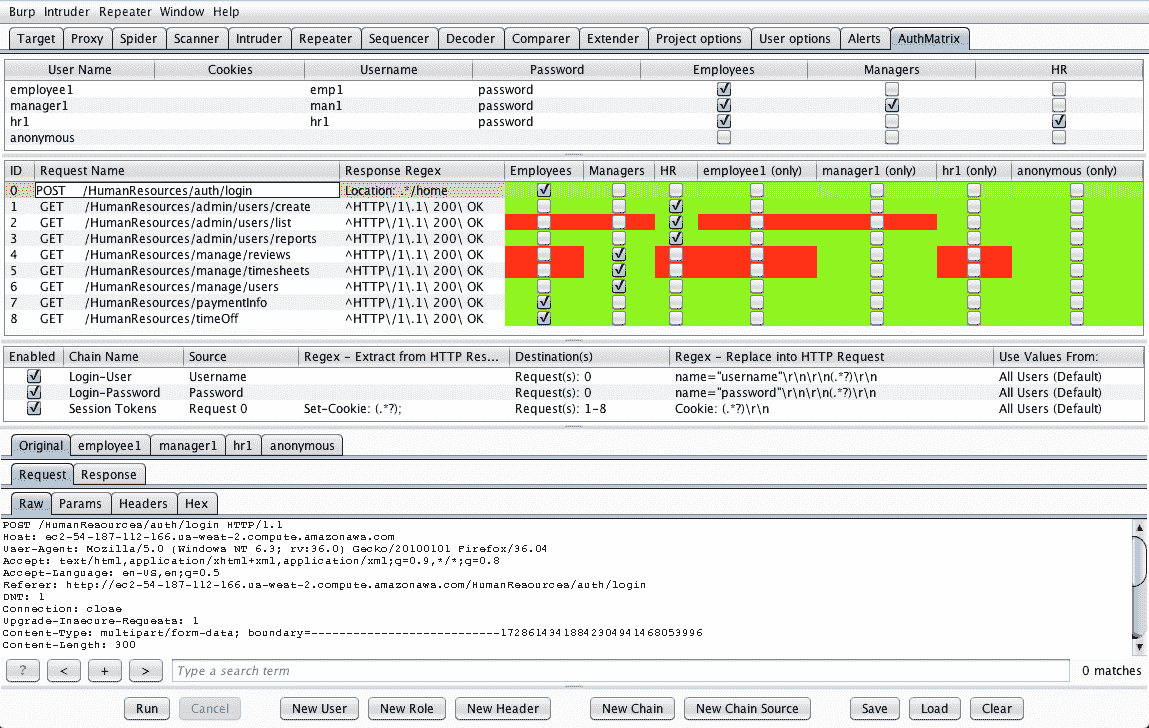 Burp Intruder Repeater Window Help
Target Proxy Spider Scanner Intruder Repeater Sequencer Decoder Comparer Extender Project options User options Alerts AuthMatrix
User Name Cookies Username Password Employees Managers HR
employee1 emp1 password
manager1 man1 password
hr1 hr1 password
anonymous
ID Request Name Response Regex Employees Managers HR employee1 (only) manager1 (only) hr1 (only) anonymous (only)
0 POST /HumanResources/auth/login Location: .*/home
1 GET /HumanResources/admin/users/create ^HTTP\/1\.1\ 200\ OK
2 GET /HumanResources/admin/users/list ^HTTP\/1\.1\ 200\ OK
3 GET /HumanResources/admin/users/reports ^HTTP\/1\.1\ 200\ OK
4 GET /HumanResources/manage/reviews ^HTTP\/1\.1\ 200\ OK
5 GET /HumanResources/manage/timesheets ^HTTP\/1\.1\ 200\ OK
6 GET /HumanResources/manage/users ^HTTP\/1\.1\ 200\ OK
7 GET /HumanResources/paymentInfo ^HTTP\/1\.1\ 200\ OK
8 GET /HumanResources/timeOff ^HTTP\/1\.1\ 200\ OK
Enabled Chain Name Source Regex - Extract from HTTP Res... Destination(s) Regex - Replace into HTTP Request Use Values From:
Login-User Username Request(s): 0 name="username"\r\n\r\n(.*?)\r\n All Users (Default)
Login-Password Password Request(s): 0 name="password"\r\n\r\n(.*?)\r\n All Users (Default)
Session Tokens Request 0 Set-Cookie: (.*?); Request(s): 1-8 Cookie: (.*?)\r\n All Users (Default)
Original employee1 manager1 hr1 anonymous
Request Response
Raw Params Headers Hex
POST /HumanResources/auth/login HTTP/1.1
Host: ec2-54-187-112-166.us-west-2.compute.amazonawa.com
User-Agent: Mozilla/5.0 (Windows NT 6.3; rv:36.0) Gecko/20100101 Firefox/36.04
Accept: text/html,application/xhtml+xml,application/xml;q=0.9,*/*;q=0.8
Accept-Language: en-US,en;q=0.5
Referer: http://ec2-54-187-112-166.us-west-2.compute.amazonawa.com/HumanResources/auth/login
DNT: 1
Connection: close
Upgrade-Insecure-Requests: 1
Content-Type: multipart/form-data; boundary=---------------------------17286143418842304941468053996
Content-Length: 300
? < + > Type a search term 0 matches
Run Cancel New User New Role New Header New Chain New Chain Source Save Load Clear